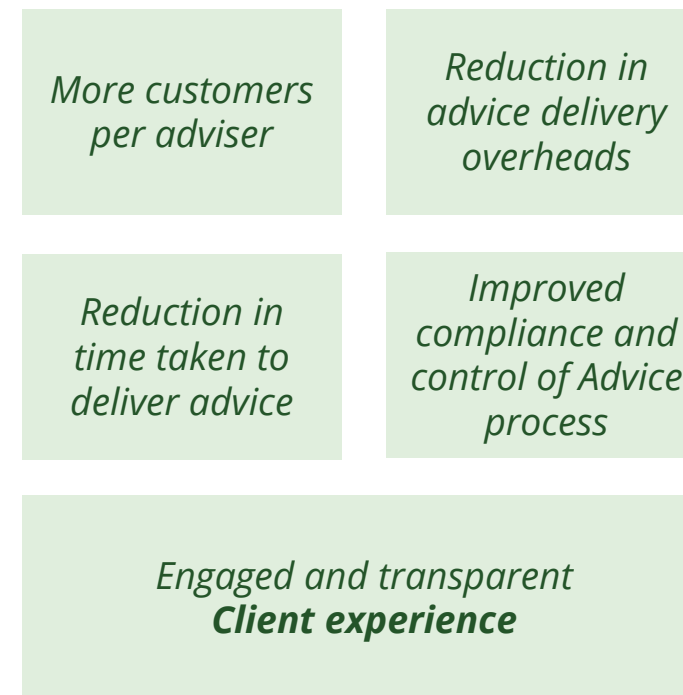 More customers
per adviser
Reduction in
advice delivery
overheads
Reduction in
time taken to
deliver advice
Improved
compliance and
control of Advice
process
Engaged and transparent
Client experience